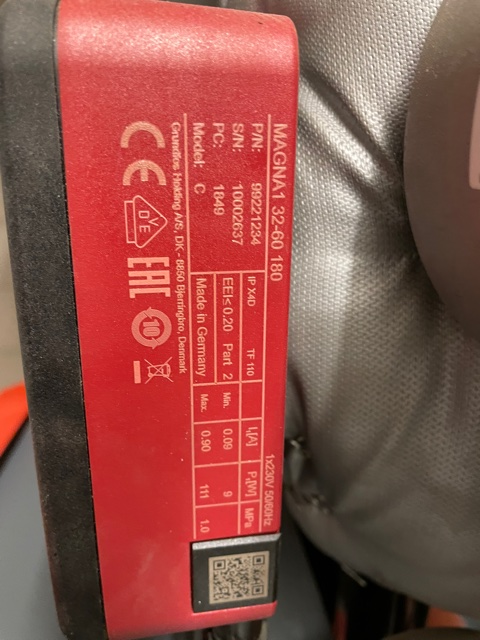 MAGNA1 32-60 180
1x230V 50/60Hz
P/N: 99221234
S/N: 10002637
PC: 1849
Model: C
IP X4D TF 110 I₁[A] P₁[W] MPa
EEI≤0.20 Part 2 Min. 0.09 9
Made in Germany Max. 0.90 111 1.0
Grundfos Holding A/S, DK - 8850 Bjerringbro, Denmark
CE
DVE
EAC
10